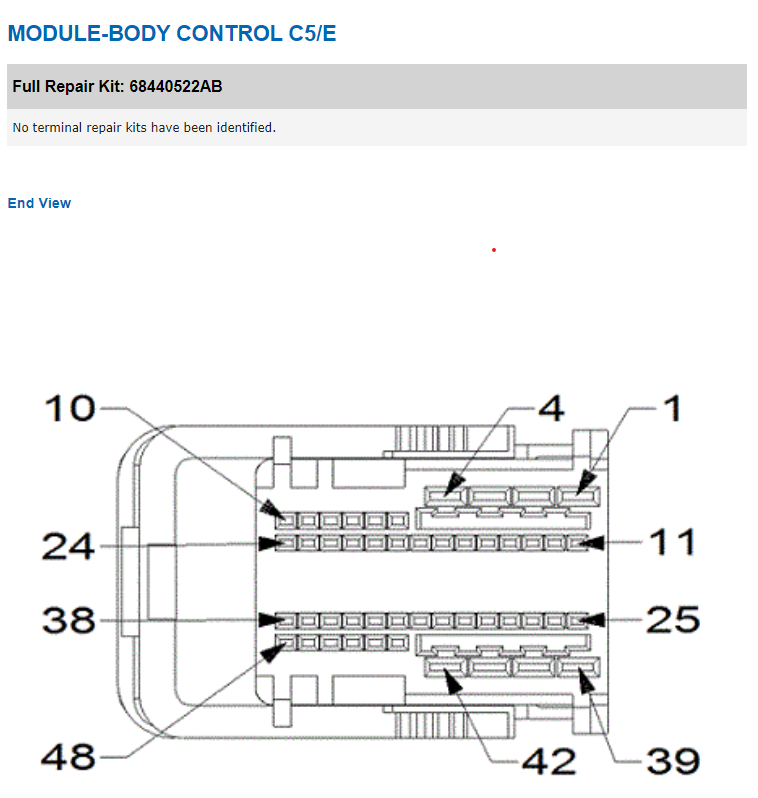 MODULE-BODY CONTROL C5/E
Full Repair Kit: 68440522AB
No terminal repair kits have been identified.
End View
10 4 1
24 11
38 25
48 42 39